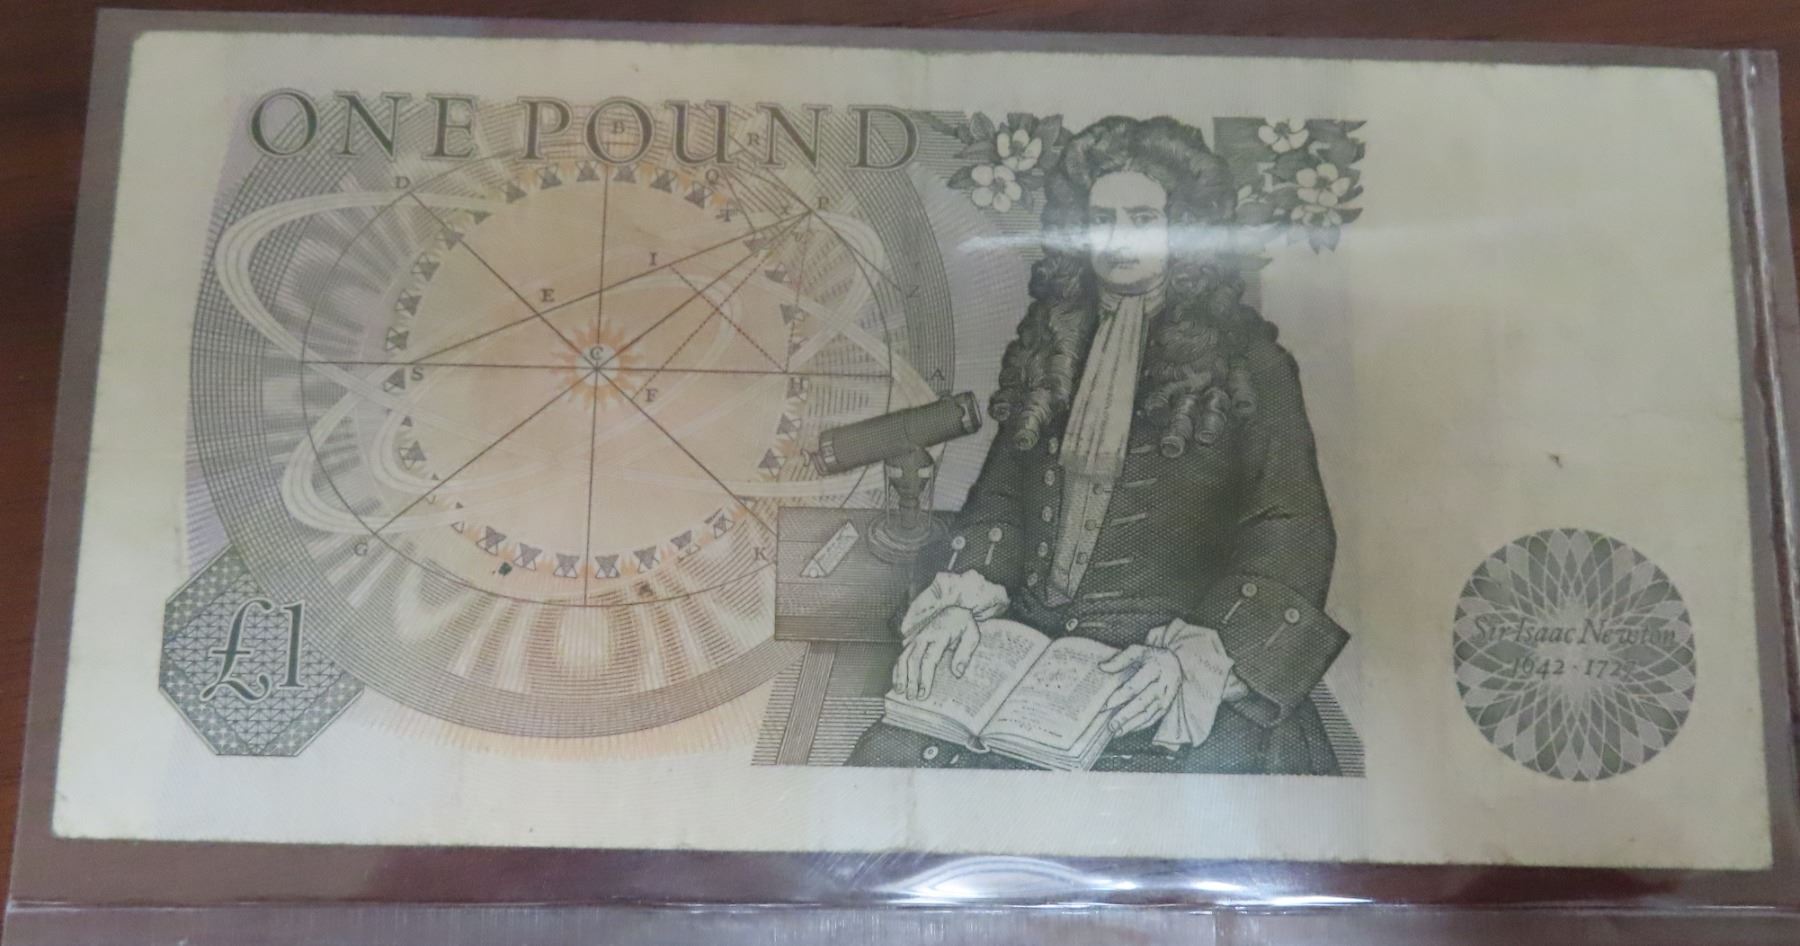 ONE POUND
B
R
D
Q
T
X
P
I
E
Z
C
S
F
H
A
G
K
£1
Sir Isaac Newton
1642 · 1727